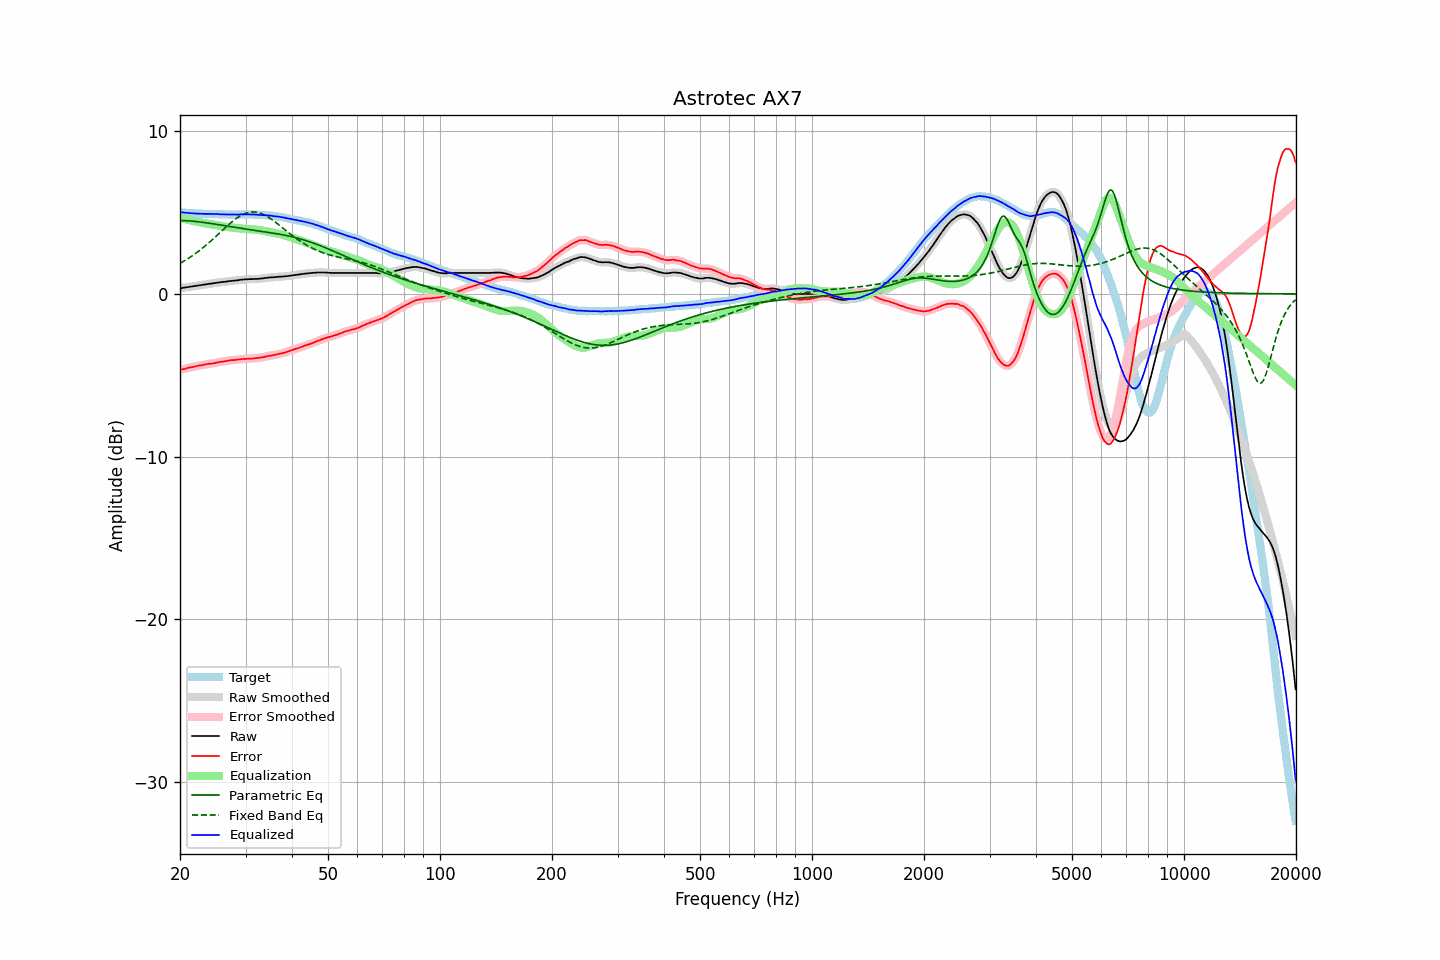 Astrotec AX7
10
0
−10
−20
−30
Amplitude (dBr)
Target
Raw Smoothed
Error Smoothed
Raw
Error
Equalization
Parametric Eq
Fixed Band Eq
Equalized
20 50 100 200 500 1000 2000 5000 10000 20000
Frequency (Hz)